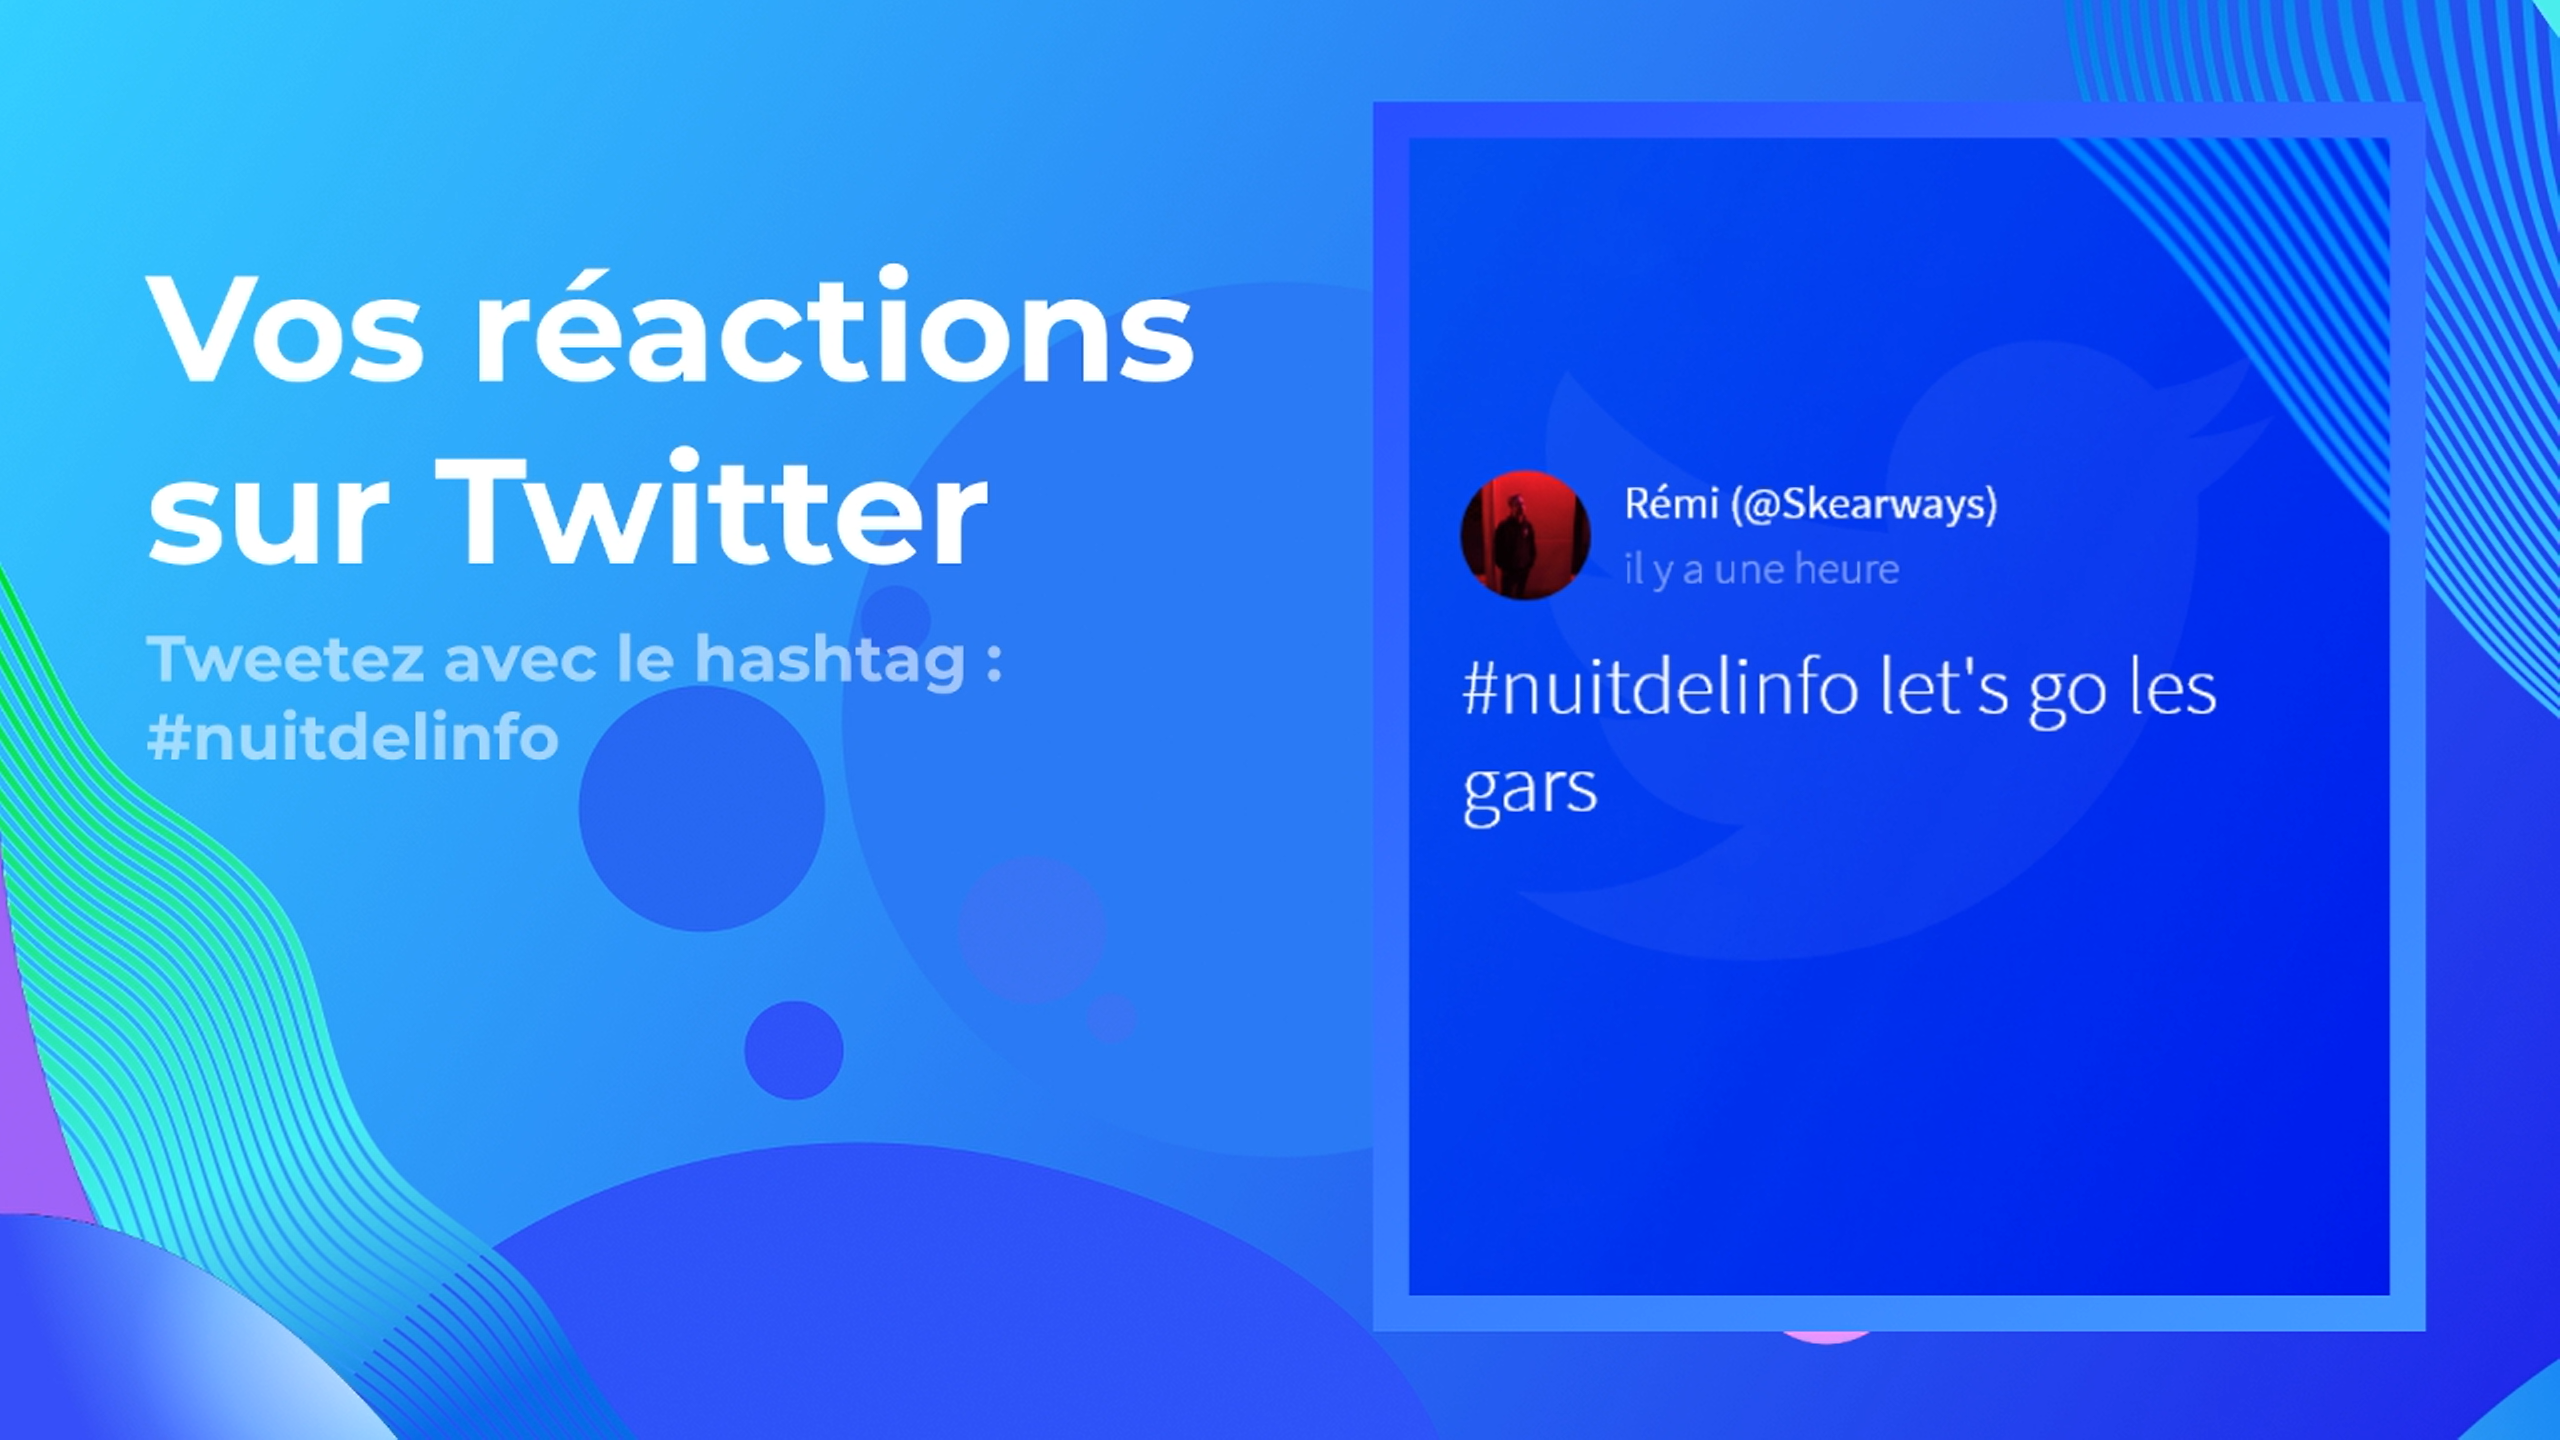 Vos réactions
sur Twitter
Tweetez avec le hashtag :
#nuitdelinfo
Rémi (@Skearways)
il y a une heure
#nuitdelinfo let's go les
gars